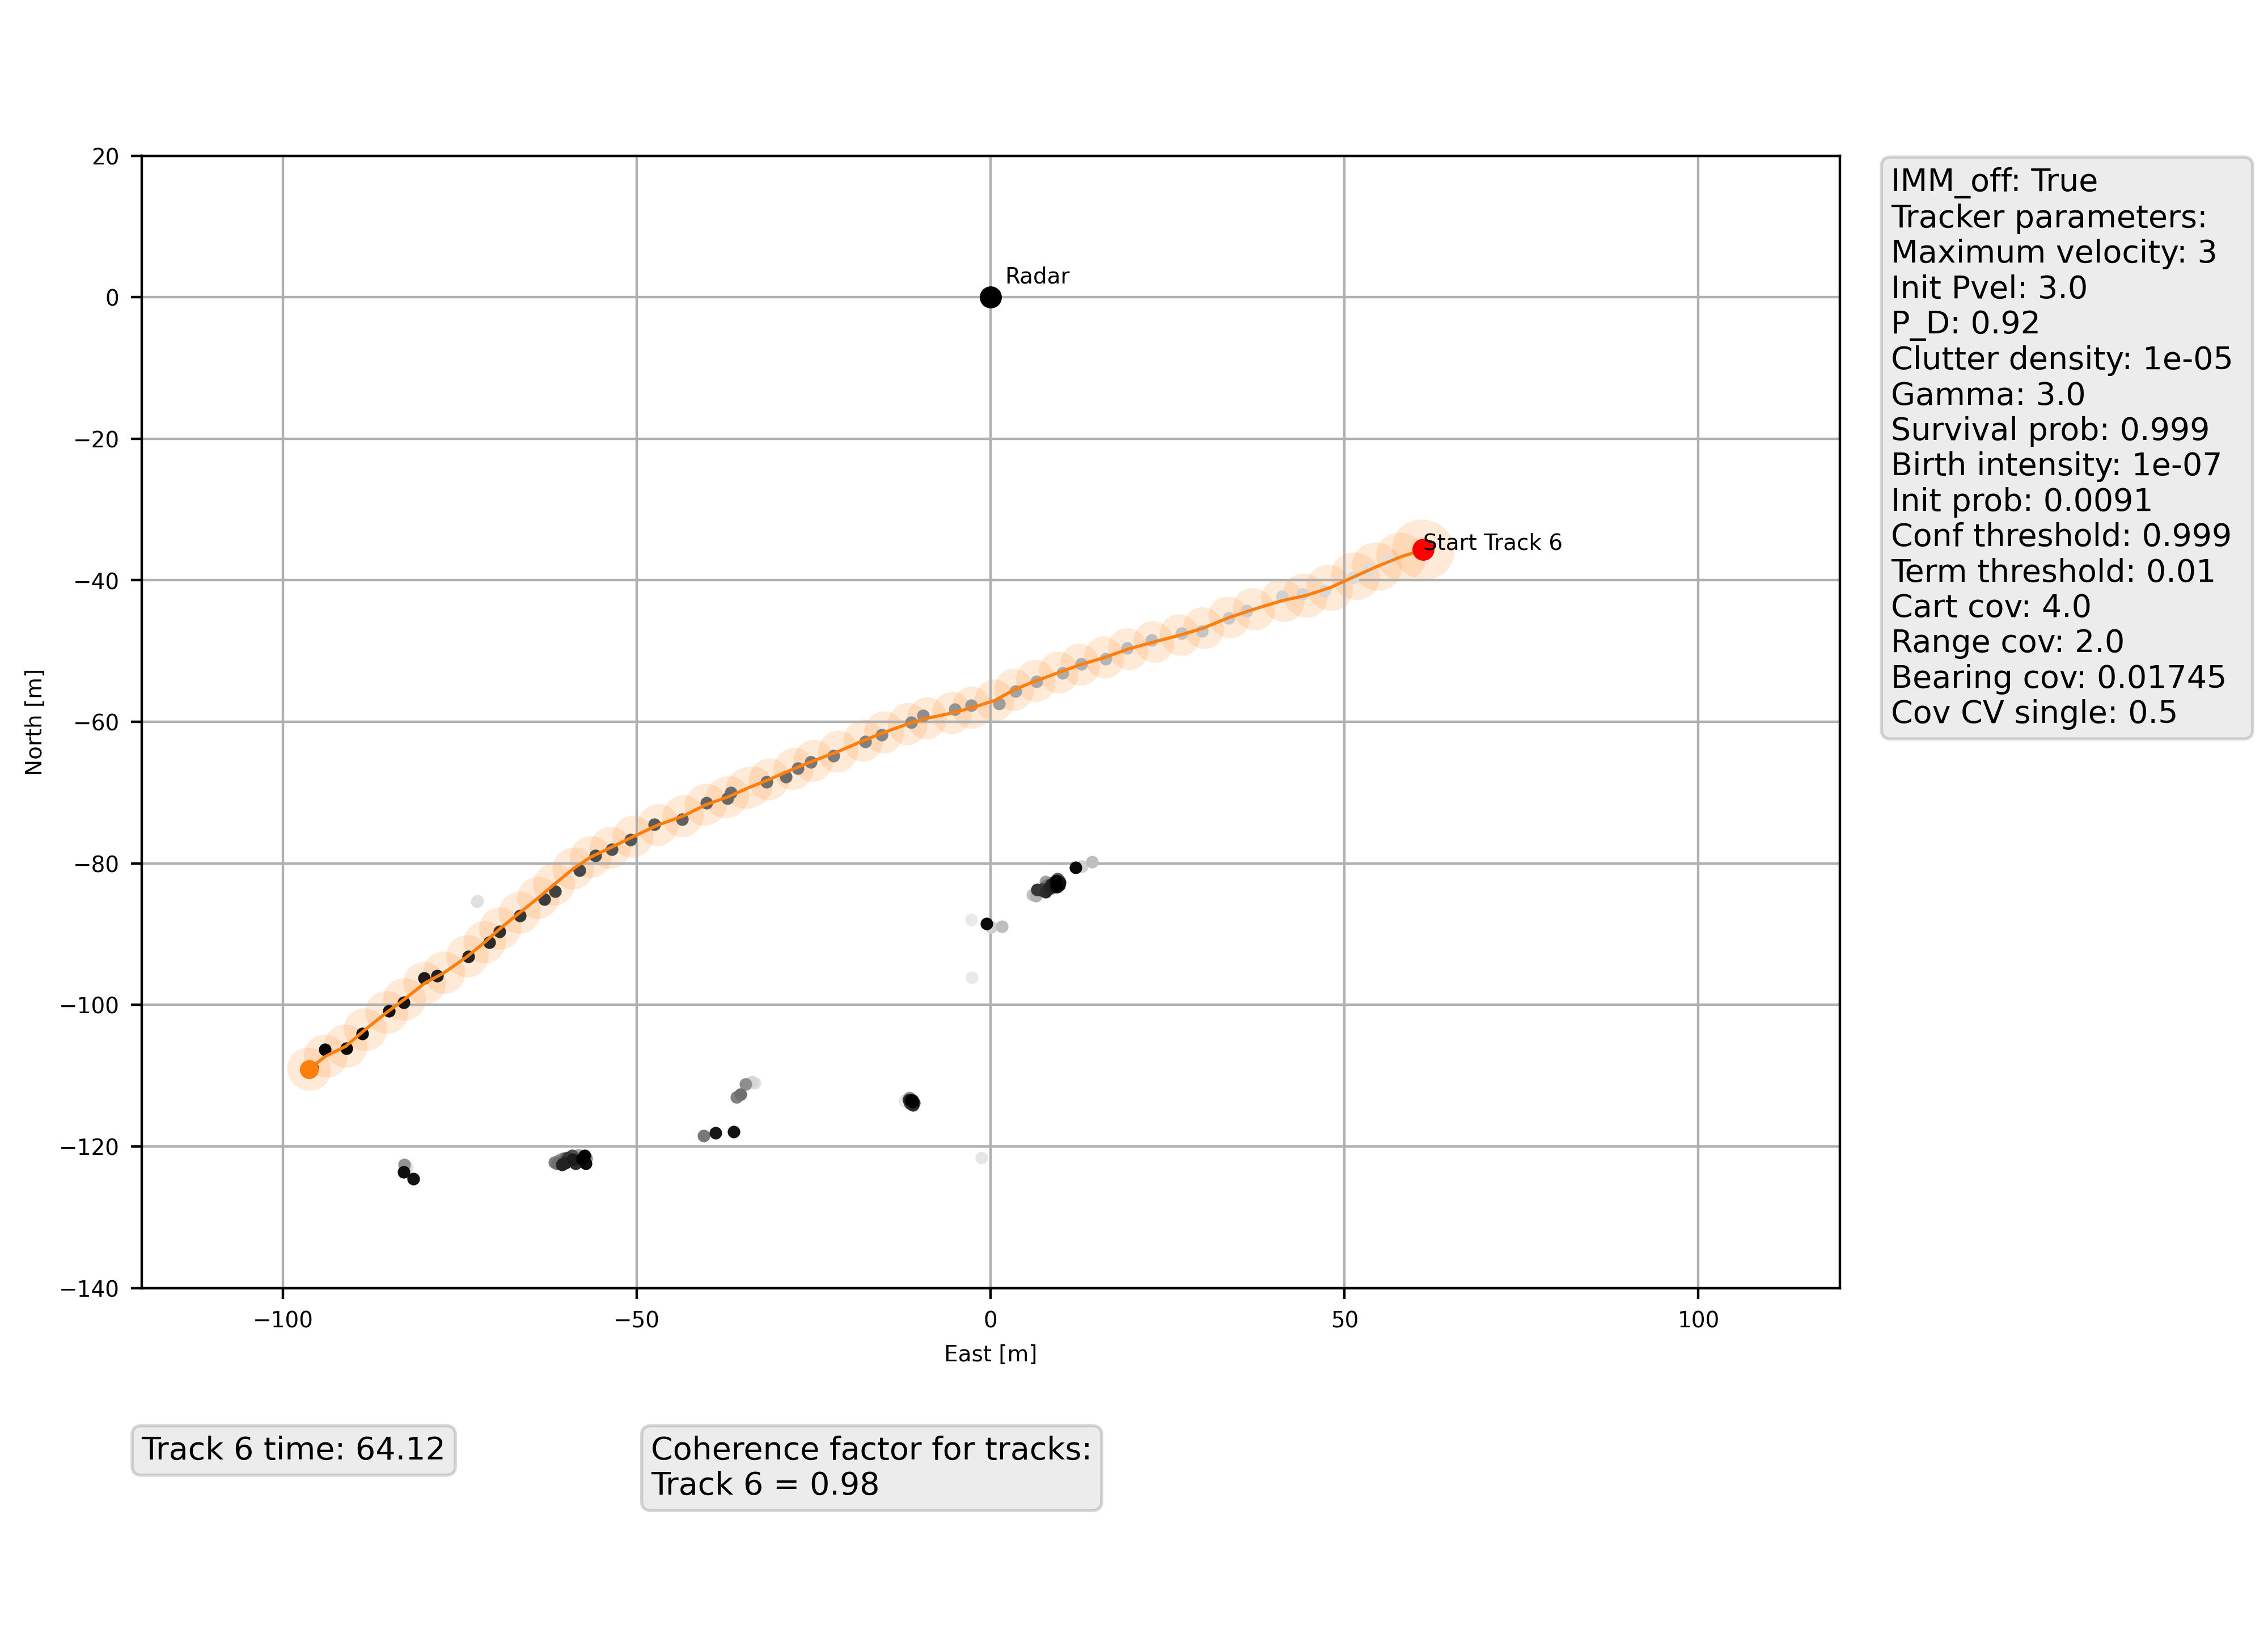 20
0
−20
−40
−60
−80
−100
−120
−140
−100
−50
0
50
100
North [m]
East [m]
Radar
Start Track 6
IMM_off: True
Tracker parameters:
Maximum velocity: 3
Init Pvel: 3.0
P_D: 0.92
Clutter density: 1e-05
Gamma: 3.0
Survival prob: 0.999
Birth intensity: 1e-07
Init prob: 0.0091
Conf threshold: 0.999
Term threshold: 0.01
Cart cov: 4.0
Range cov: 2.0
Bearing cov: 0.01745
Cov CV single: 0.5
Track 6 time: 64.12
Coherence factor for tracks:
Track 6 = 0.98